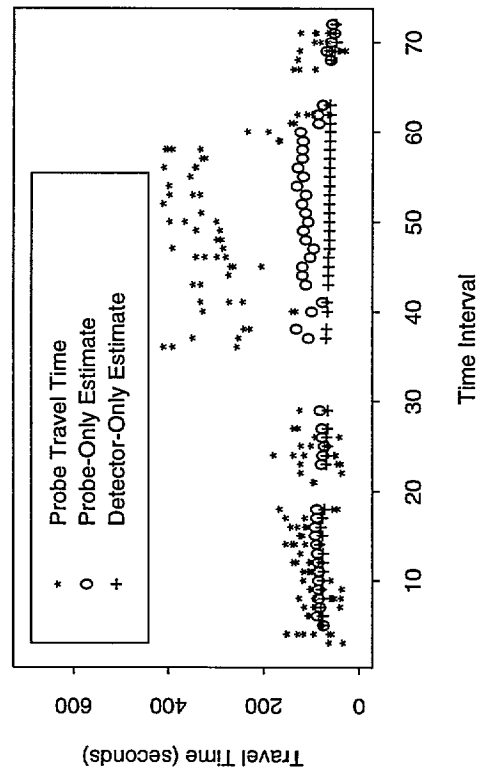 * Probe Travel Time
o Probe-Only Estimate
+ Detector-Only Estimate
Travel Time (seconds)
600
400
200
0
10
20
30
40
50
60
70
Time Interval